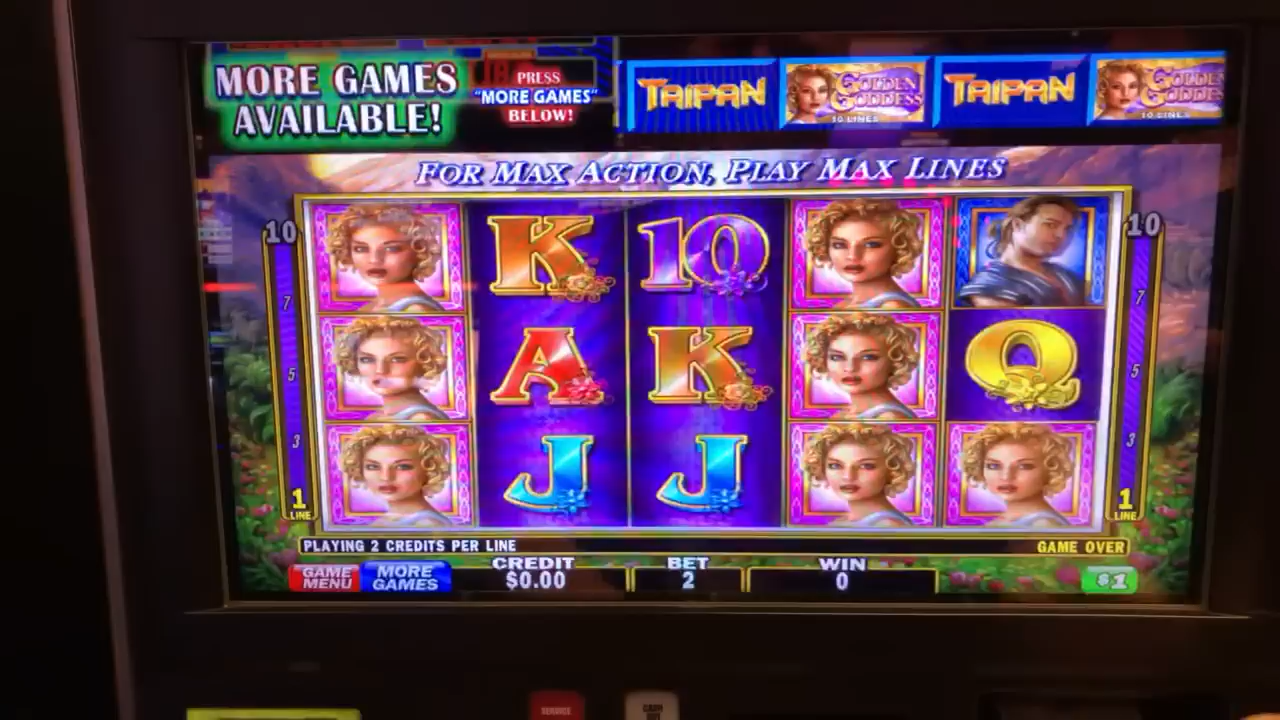 MORE GAMES
AVAILABLE!
PRESS
"MORE GAMES"
BELOW!
TAIPAN
GOLDEN
GODDESS
10 LINES
TAIPAN
GOLDEN
GODDESS
10 LINES
FOR MAX ACTION, PLAY MAX LINES
10
10
K
10
7
7
A
K
Q
5
5
3
3
J
J
1
LINE
1
LINE
PLAYING 2 CREDITS PER LINE
GAME OVER
GAME
MENU
MORE
GAMES
CREDIT
$0.00
BET
2
WIN
0
$1
SERVICE
CASH